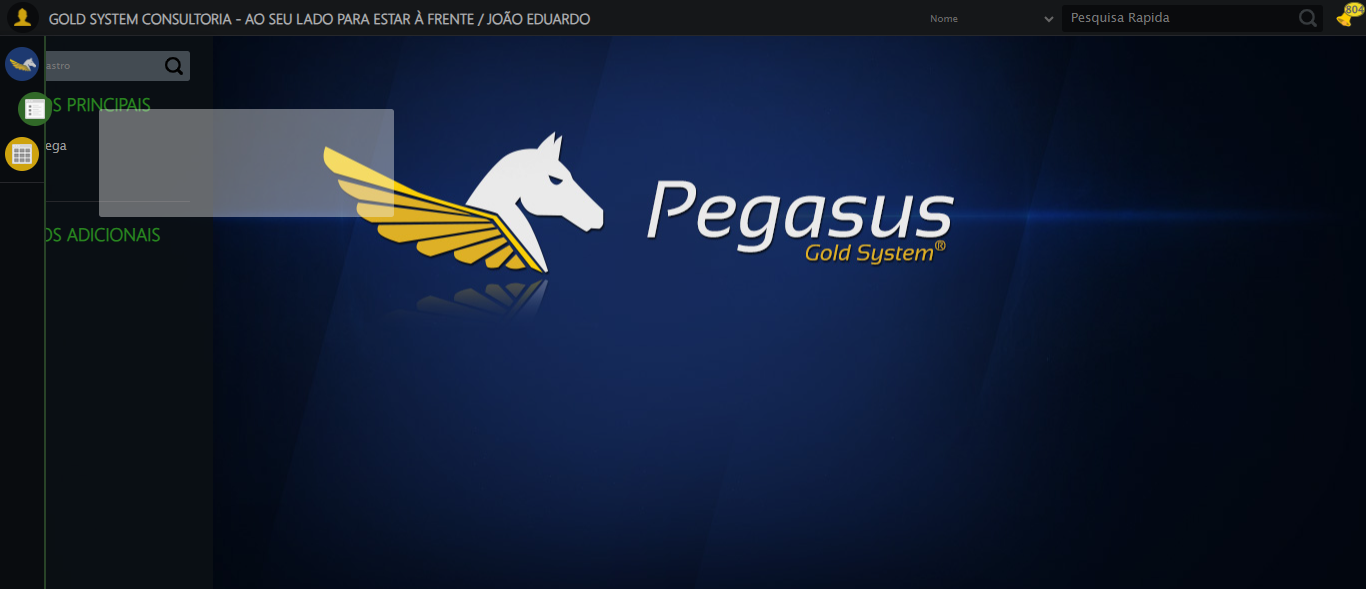 GOLD SYSTEM CONSULTORIA - AO SEU LADO PARA ESTAR À FRENTE / JOÃO EDUARDO
Nome
Pesquisa Rapida
804
astro
S PRINCIPAIS
ega
OS ADICIONAIS
Pegasus
Gold System®